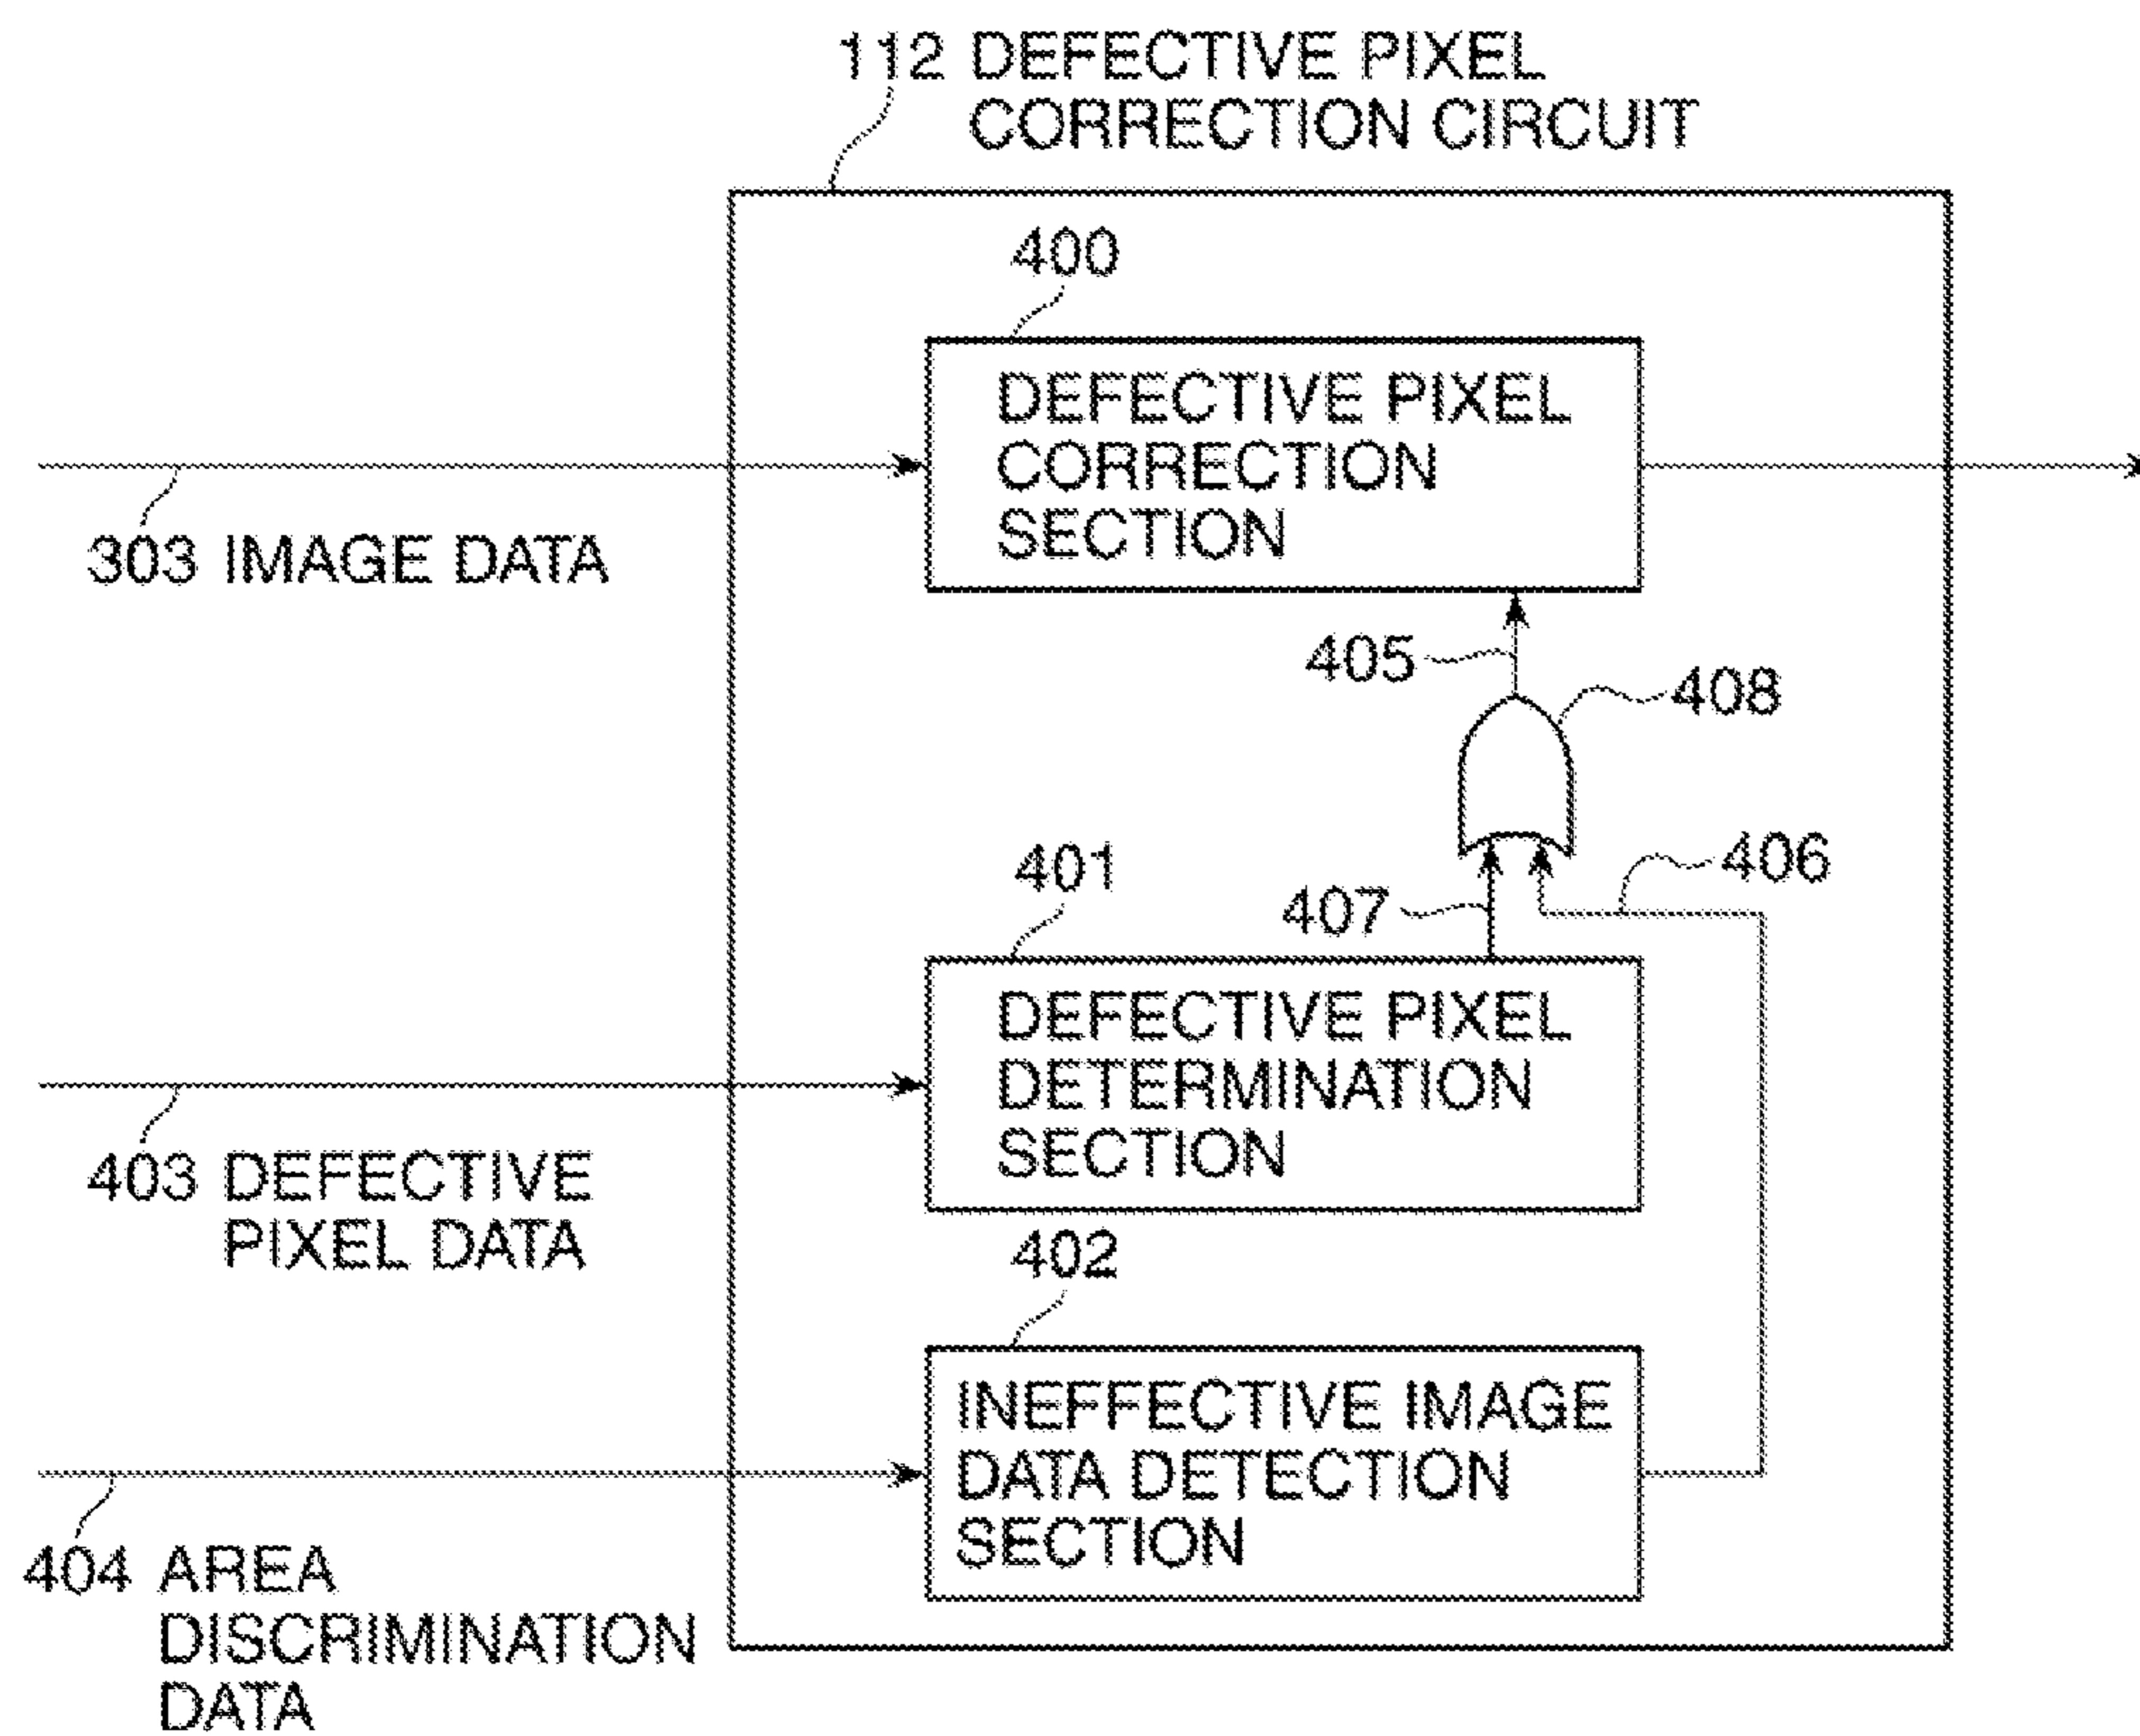 112 DEFECTIVE PIXEL
CORRECTION CIRCUIT
400
DEFECTIVE PIXEL
CORRECTION
SECTION
303 IMAGE DATA
405
408
406
407
401
DEFECTIVE PIXEL
DETERMINATION
SECTION
403 DEFECTIVE
PIXEL DATA
402
INEFFECTIVE IMAGE
DATA DETECTION
SECTION
404 AREA
DISCRIMINATION
DATA